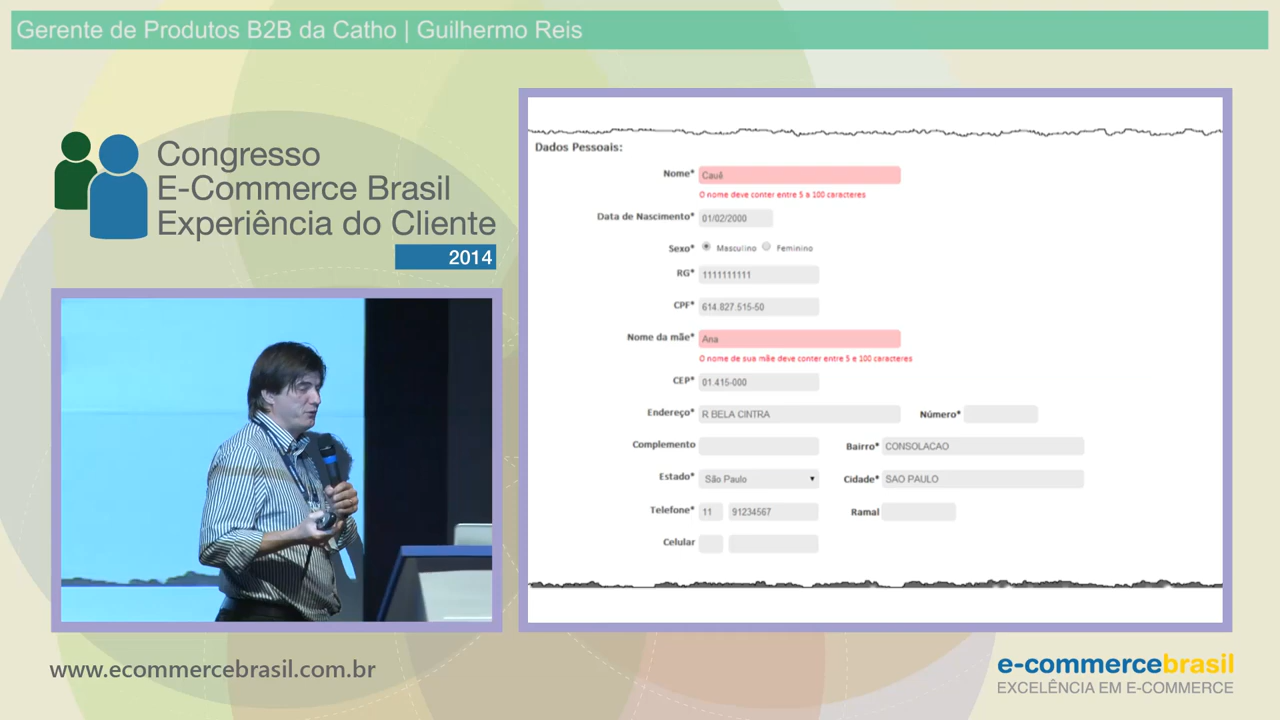 Gerente de Produtos B2B da Catho | Guilhermo Reis
Congresso
E-Commerce Brasil
Experiência do Cliente
2014
Dados Pessoais:
Nome* Cauê
O nome deve conter entre 5 a 100 caracteres
Data de Nascimento* 01/02/2000
Sexo* Masculino Feminino
RG* 1111111111
CPF* 614.827.515-50
Nome da mãe* Ana
O nome de sua mãe deve conter entre 5 e 100 caracteres
CEP* 01.415-000
Endereço* R BELA CINTRA Número*
Complemento Bairro* CONSOLACAO
Estado* São Paulo Cidade* SAO PAULO
Telefone* 11 91234567 Ramal
Celular
www.ecommercebrasil.com.br
e-commercebrasil
EXCELÊNCIA EM E-COMMERCE